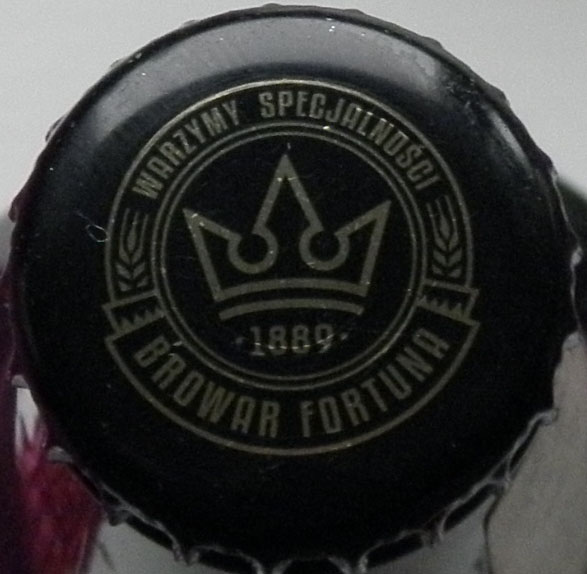 WARZYMY SPECJALNOŚCI
·1889·
BROWAR FORTUNA